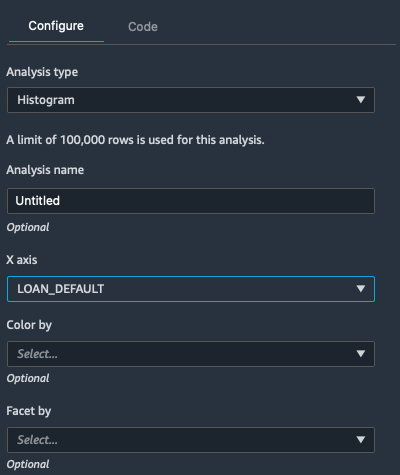 Configure Code
Analysis type
Histogram
A limit of 100,000 rows is used for this analysis.
Analysis name
Untitled
Optional
X axis
LOAN_DEFAULT
Color by
Select...
Optional
Facet by
Select...
Optional